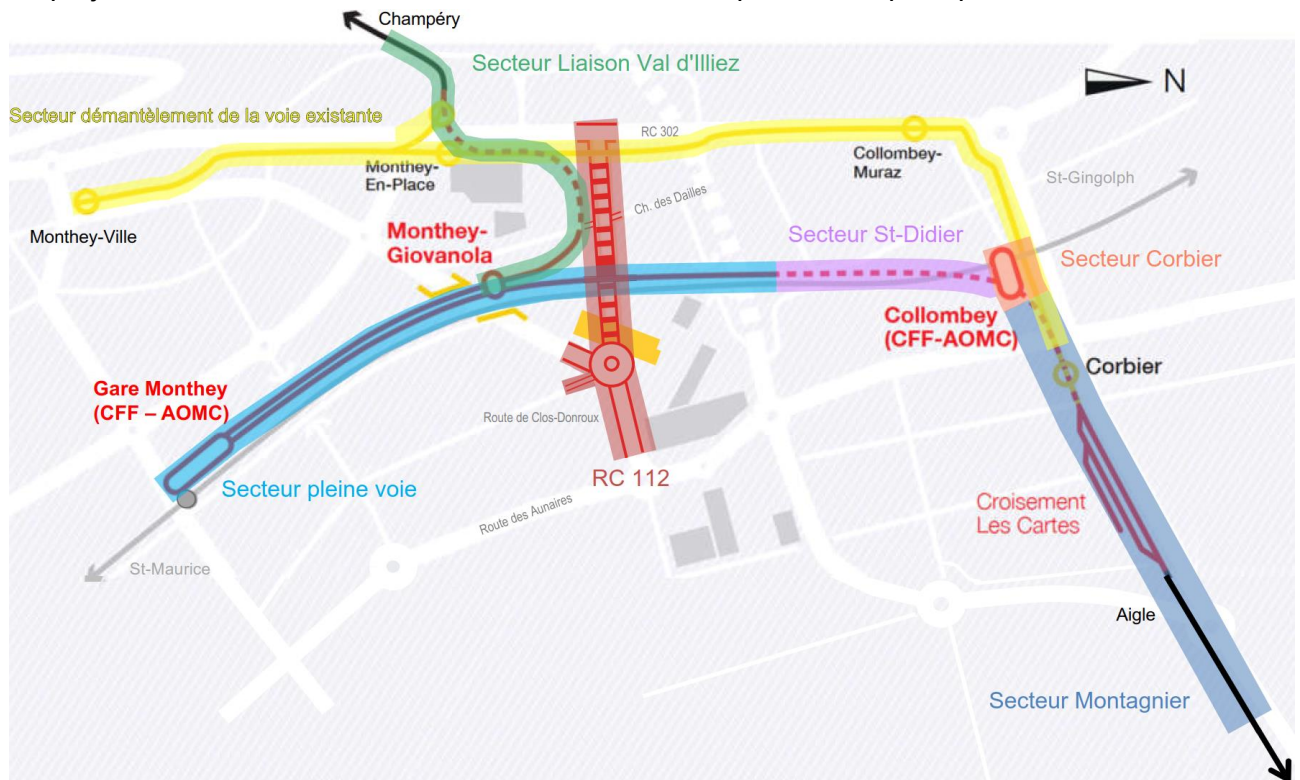 Champéry
Secteur Liaison Val d'Illiez
N
Secteur démantèlement de la voie existante
RC 302
Monthey-
En-Place
Collombey-
Muraz
St-Gingolph
Ch. des Dailles
Monthey-Ville
Monthey-
Giovanola
Secteur St-Didier
Secteur Corbier
Collombey
(CFF-AOMC)
Corbier
Gare Monthey
(CFF – AOMC)
Route de Clos-Donroux
Secteur pleine voie
RC 112
Route des Aunaires
Croisement
Les Cartes
St-Maurice
Aigle
Secteur Montagnier